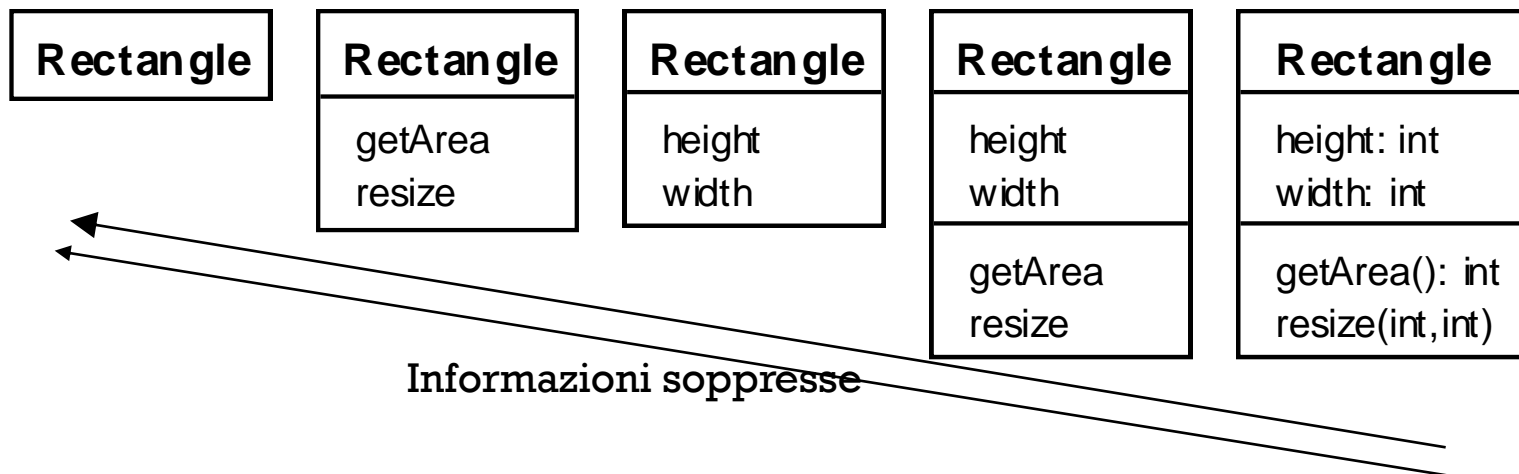 Rectangle
Rectangle
getArea
resize
Rectangle
height
width
Rectangle
height
width
getArea
resize
Rectangle
height: int
width: int
getArea(): int
resize(int,int)
Informazioni soppresse